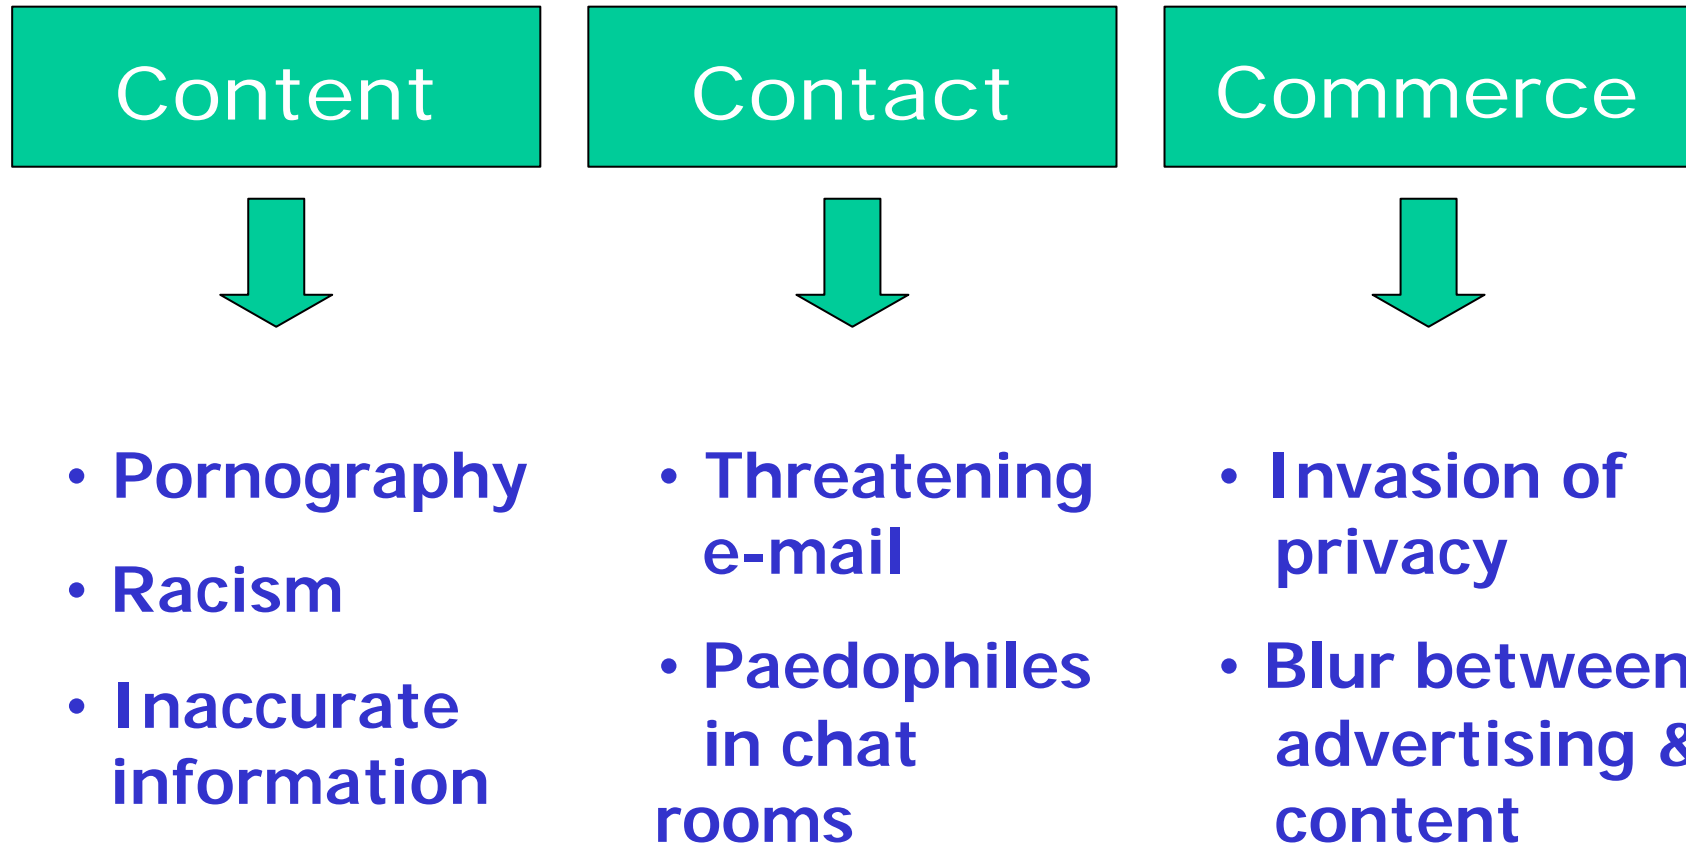 Content
• Pornography
• Racism
• Inaccurate
information
Contact
• Threatening
e-mail
• Paedophiles
in chat
rooms
Commerce
• Invasion of
privacy
• Blur between
advertising &
content